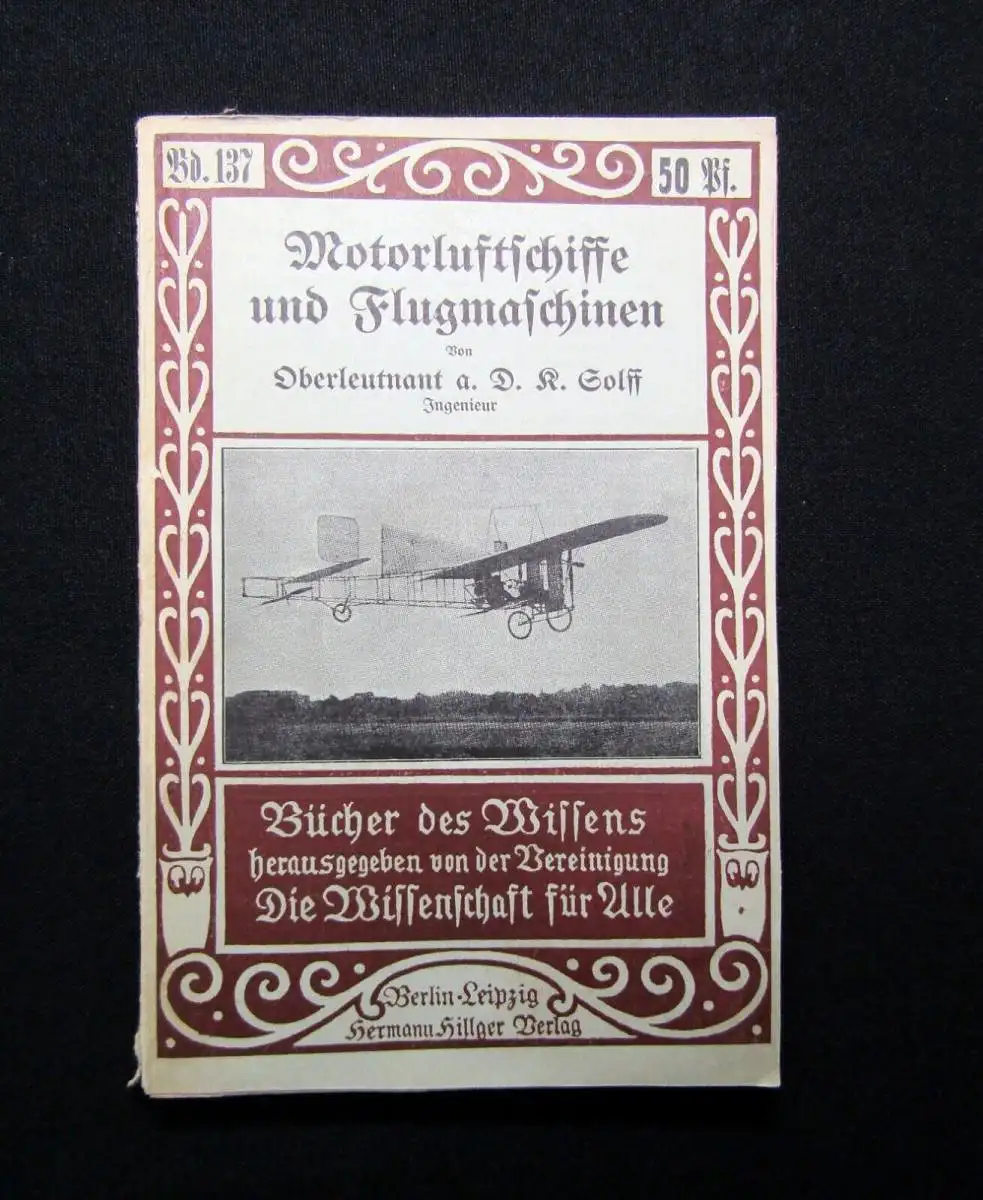 Bd. 137
50 Pf.
Motorluftschiffe
und Flugmaschinen
Von
Oberleutnant a. D. K. Solff
Ingenieur
Bücher des Wissens
herausgegeben von der Vereinigung
Die Wissenschaft für Alle
Berlin-Leipzig
Hermann Hillger Verlag